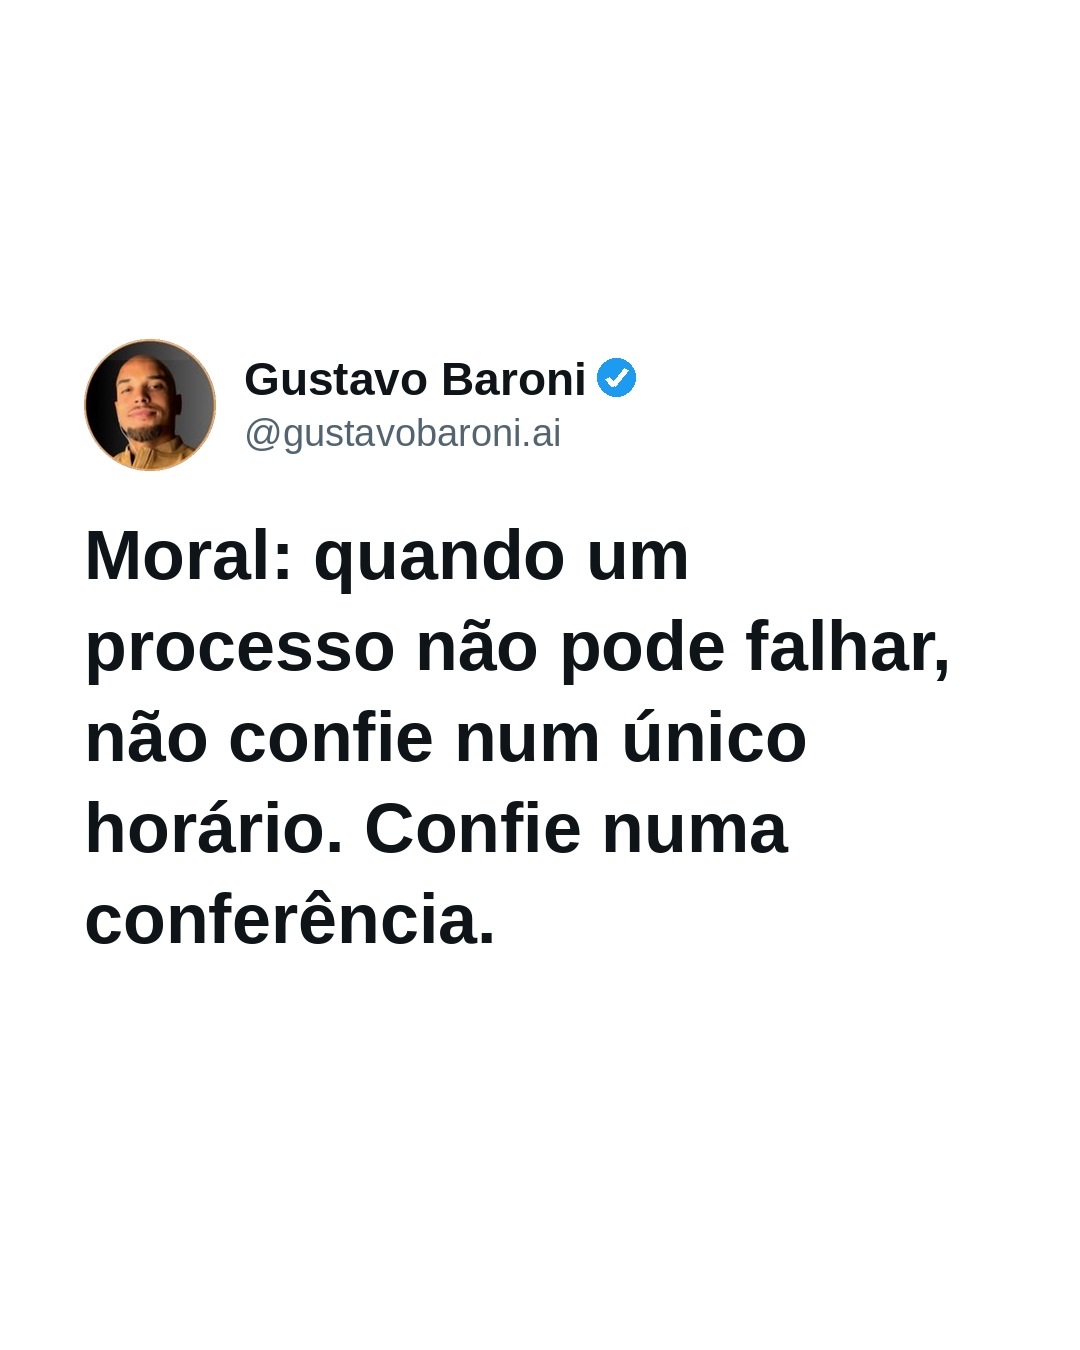 Gustavo Baroni
@gustavobaroni.ai
Moral: quando um
processo não pode falhar,
não confie num único
horário. Confie numa
conferência.